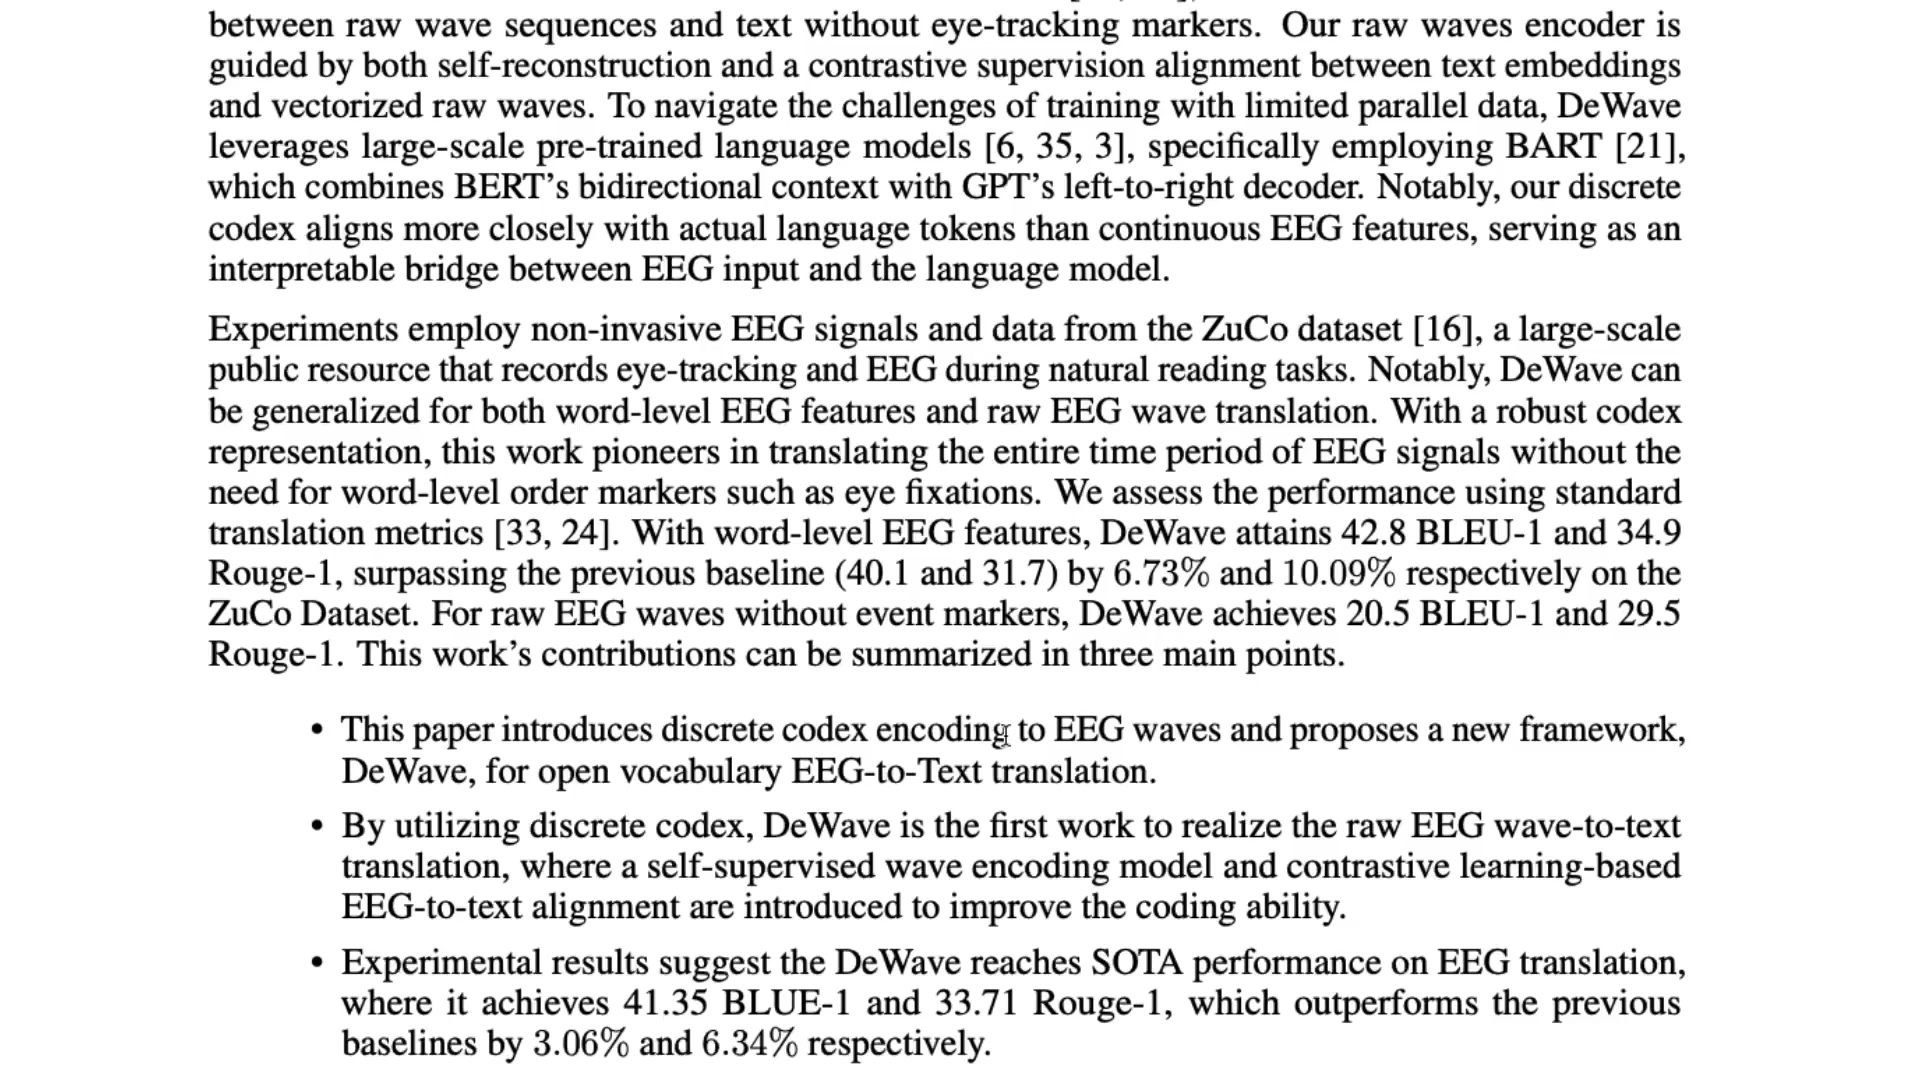 between raw wave sequences and text without eye-tracking markers. Our raw waves encoder is
guided by both self-reconstruction and a contrastive supervision alignment between text embeddings
and vectorized raw waves. To navigate the challenges of training with limited parallel data, DeWave
leverages large-scale pre-trained language models [6, 35, 3], specifically employing BART [21],
which combines BERT’s bidirectional context with GPT’s left-to-right decoder. Notably, our discrete
codex aligns more closely with actual language tokens than continuous EEG features, serving as an
interpretable bridge between EEG input and the language model.
Experiments employ non-invasive EEG signals and data from the ZuCo dataset [16], a large-scale
public resource that records eye-tracking and EEG during natural reading tasks. Notably, DeWave can
be generalized for both word-level EEG features and raw EEG wave translation. With a robust codex
representation, this work pioneers in translating the entire time period of EEG signals without the
need for word-level order markers such as eye fixations. We assess the performance using standard
translation metrics [33, 24]. With word-level EEG features, DeWave attains 42.8 BLEU-1 and 34.9
Rouge-1, surpassing the previous baseline (40.1 and 31.7) by 6.73% and 10.09% respectively on the
ZuCo Dataset. For raw EEG waves without event markers, DeWave achieves 20.5 BLEU-1 and 29.5
Rouge-1. This work’s contributions can be summarized in three main points.
• This paper introduces discrete codex encoding to EEG waves and proposes a new framework,
DeWave, for open vocabulary EEG-to-Text translation.
• By utilizing discrete codex, DeWave is the first work to realize the raw EEG wave-to-text
translation, where a self-supervised wave encoding model and contrastive learning-based
EEG-to-text alignment are introduced to improve the coding ability.
• Experimental results suggest the DeWave reaches SOTA performance on EEG translation,
where it achieves 41.35 BLUE-1 and 33.71 Rouge-1, which outperforms the previous
baselines by 3.06% and 6.34% respectively.